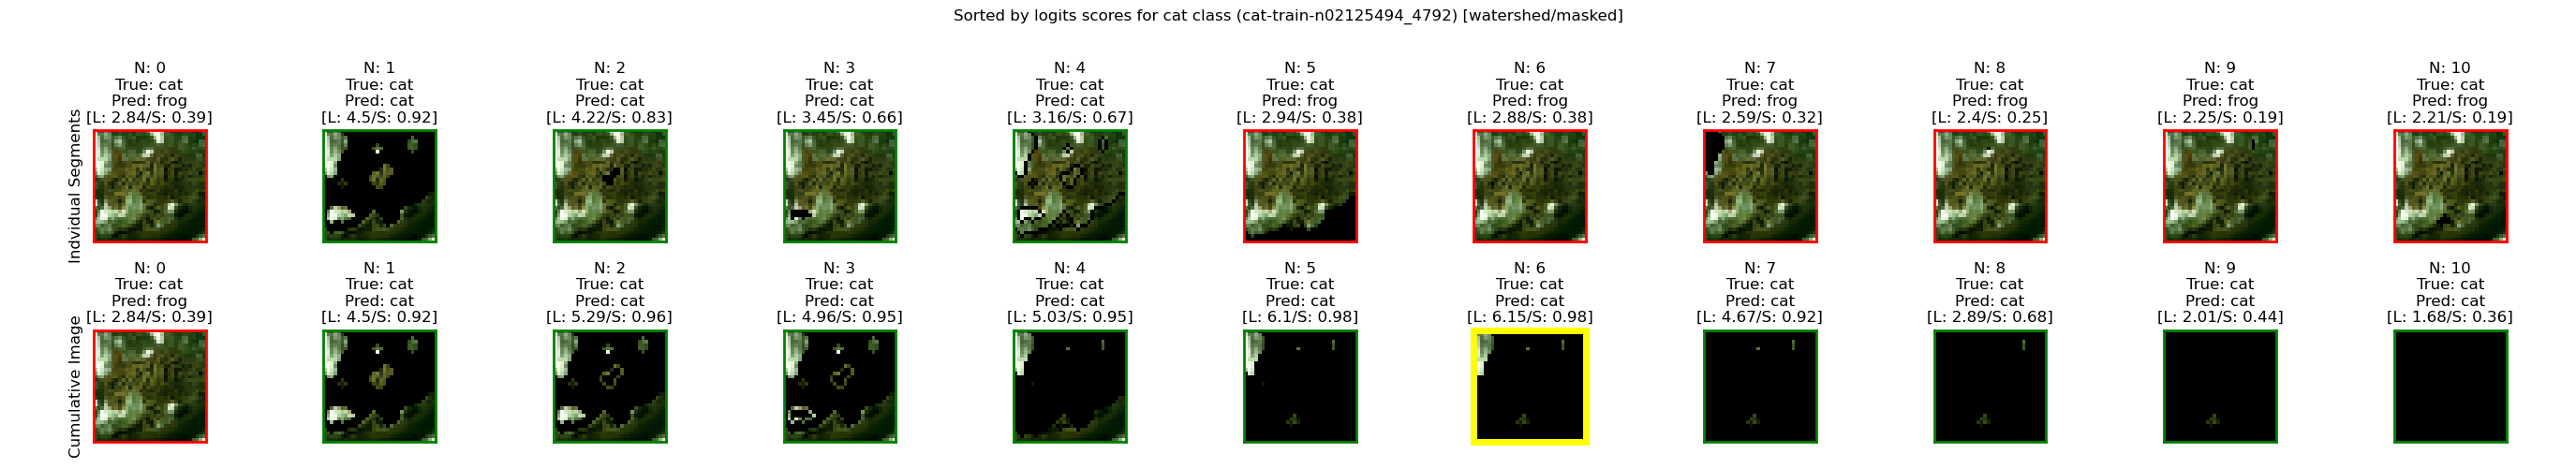 Sorted by logits scores for cat class (cat-train-n02125494_4792) [watershed/masked]
Indvidual Segments
N: 0
True: cat
Pred: frog
[L: 2.84/S: 0.39]
N: 1
True: cat
Pred: cat
[L: 4.5/S: 0.92]
N: 2
True: cat
Pred: cat
[L: 4.22/S: 0.83]
N: 3
True: cat
Pred: cat
[L: 3.45/S: 0.66]
N: 4
True: cat
Pred: cat
[L: 3.16/S: 0.67]
N: 5
True: cat
Pred: frog
[L: 2.94/S: 0.38]
N: 6
True: cat
Pred: frog
[L: 2.88/S: 0.38]
N: 7
True: cat
Pred: frog
[L: 2.59/S: 0.32]
N: 8
True: cat
Pred: frog
[L: 2.4/S: 0.25]
N: 9
True: cat
Pred: frog
[L: 2.25/S: 0.19]
N: 10
True: cat
Pred: frog
[L: 2.21/S: 0.19]
Cumulative Image
N: 0
True: cat
Pred: frog
[L: 2.84/S: 0.39]
N: 1
True: cat
Pred: cat
[L: 4.5/S: 0.92]
N: 2
True: cat
Pred: cat
[L: 5.29/S: 0.96]
N: 3
True: cat
Pred: cat
[L: 4.96/S: 0.95]
N: 4
True: cat
Pred: cat
[L: 5.03/S: 0.95]
N: 5
True: cat
Pred: cat
[L: 6.1/S: 0.98]
N: 6
True: cat
Pred: cat
[L: 6.15/S: 0.98]
N: 7
True: cat
Pred: cat
[L: 4.67/S: 0.92]
N: 8
True: cat
Pred: cat
[L: 2.89/S: 0.68]
N: 9
True: cat
Pred: cat
[L: 2.01/S: 0.44]
N: 10
True: cat
Pred: cat
[L: 1.68/S: 0.36]